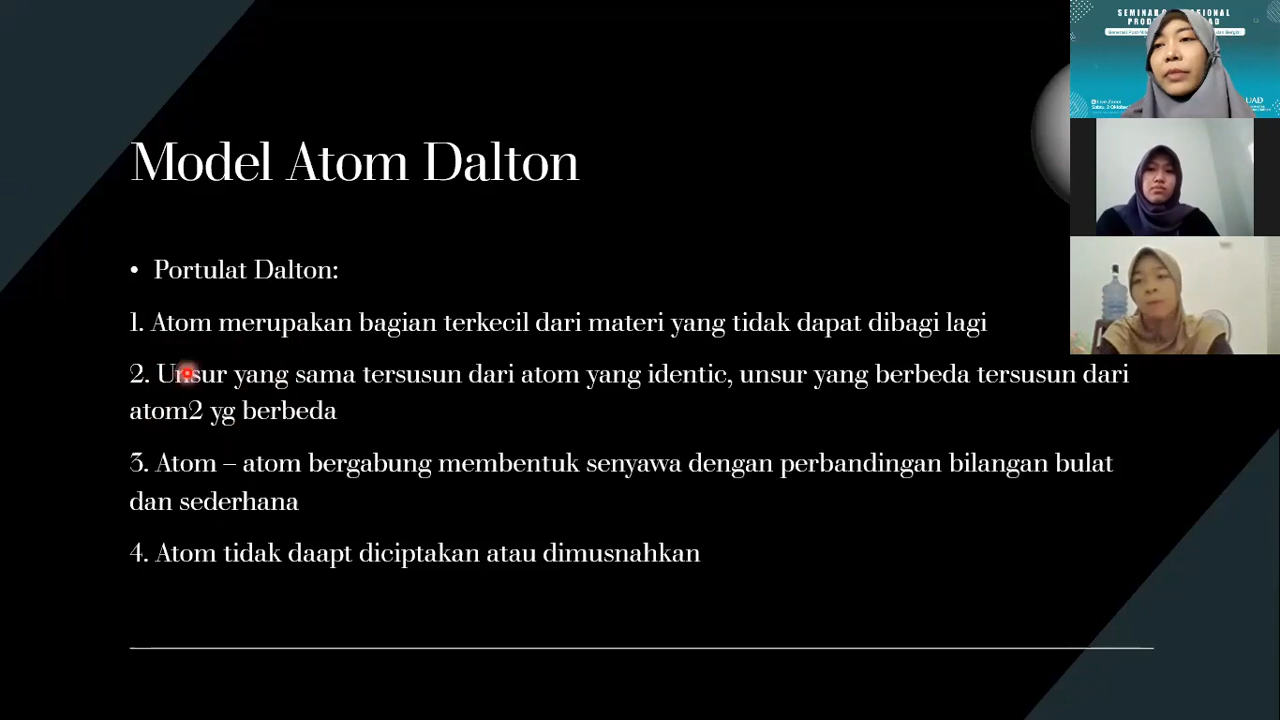 Model Atom Dalton
• Portulat Dalton:
1. Atom merupakan bagian terkecil dari materi yang tidak dapat dibagi lagi
2. Unsur yang sama tersusun dari atom yang identic, unsur yang berbeda tersusun dari
atom2 yg berbeda
3. Atom – atom bergabung membentuk senyawa dengan perbandingan bilangan bulat
dan sederhana
4. Atom tidak daapt diciptakan atau dimusnahkan
SEMINAR
UAD